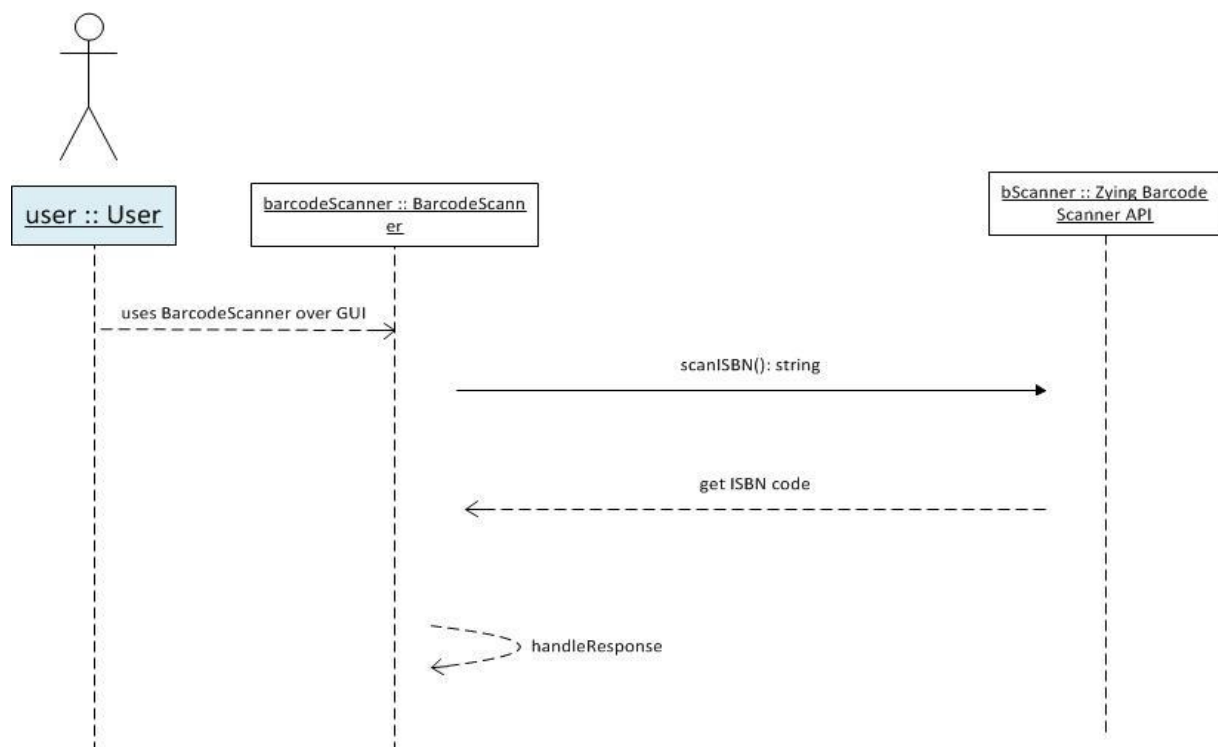 user :: User
barcodeScanner :: BarcodeScann
er
bScanner :: Zying Barcode
Scanner API
uses BarcodeScanner over GUI
scanISBN(): string
get ISBN code
handleResponse